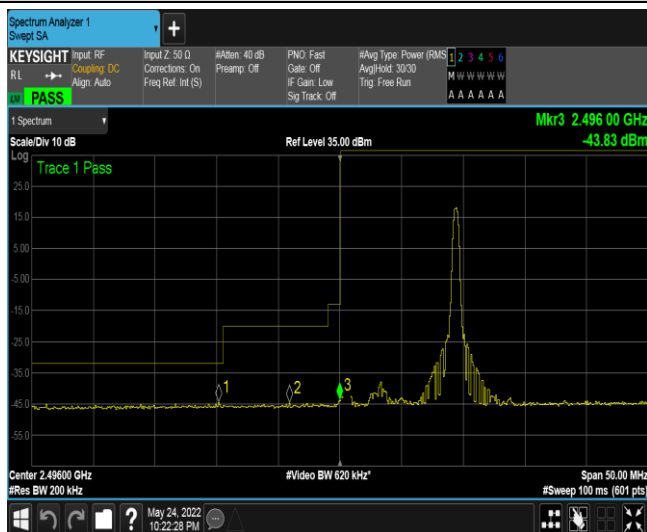 Spectrum Analyzer 1
Swept SA
+
KEYSIGHT
RL
LXI PASS
Input: RF
Coupling: DC
Align: Auto
Input Z: 50 Ω
Corrections: On
Freq Ref: Int (S)
#Atten: 40 dB
Preamp: Off
PNO: Fast
Gate: Off
IF Gain: Low
Sig Track: Off
#Avg Type: Power (RMS
Avg|Hold: 30/30
Trig: Free Run
1 2 3 4 5 6
M W W W W W
A A A A A A
1 Spectrum
Mkr3 2.496 00 GHz
-43.83 dBm
Scale/Div 10 dB
Ref Level 35.00 dBm
Log
Trace 1 Pass
25.0
15.0
5.00
-5.00
-15.0
-25.0
-35.0
-45.0
-55.0
1
2
3
Center 2.49600 GHz
#Video BW 620 kHz*
Span 50.00 MHz
#Res BW 200 kHz
#Sweep 100 ms (601 pts)
?
May 24, 2022
10:22:28 PM